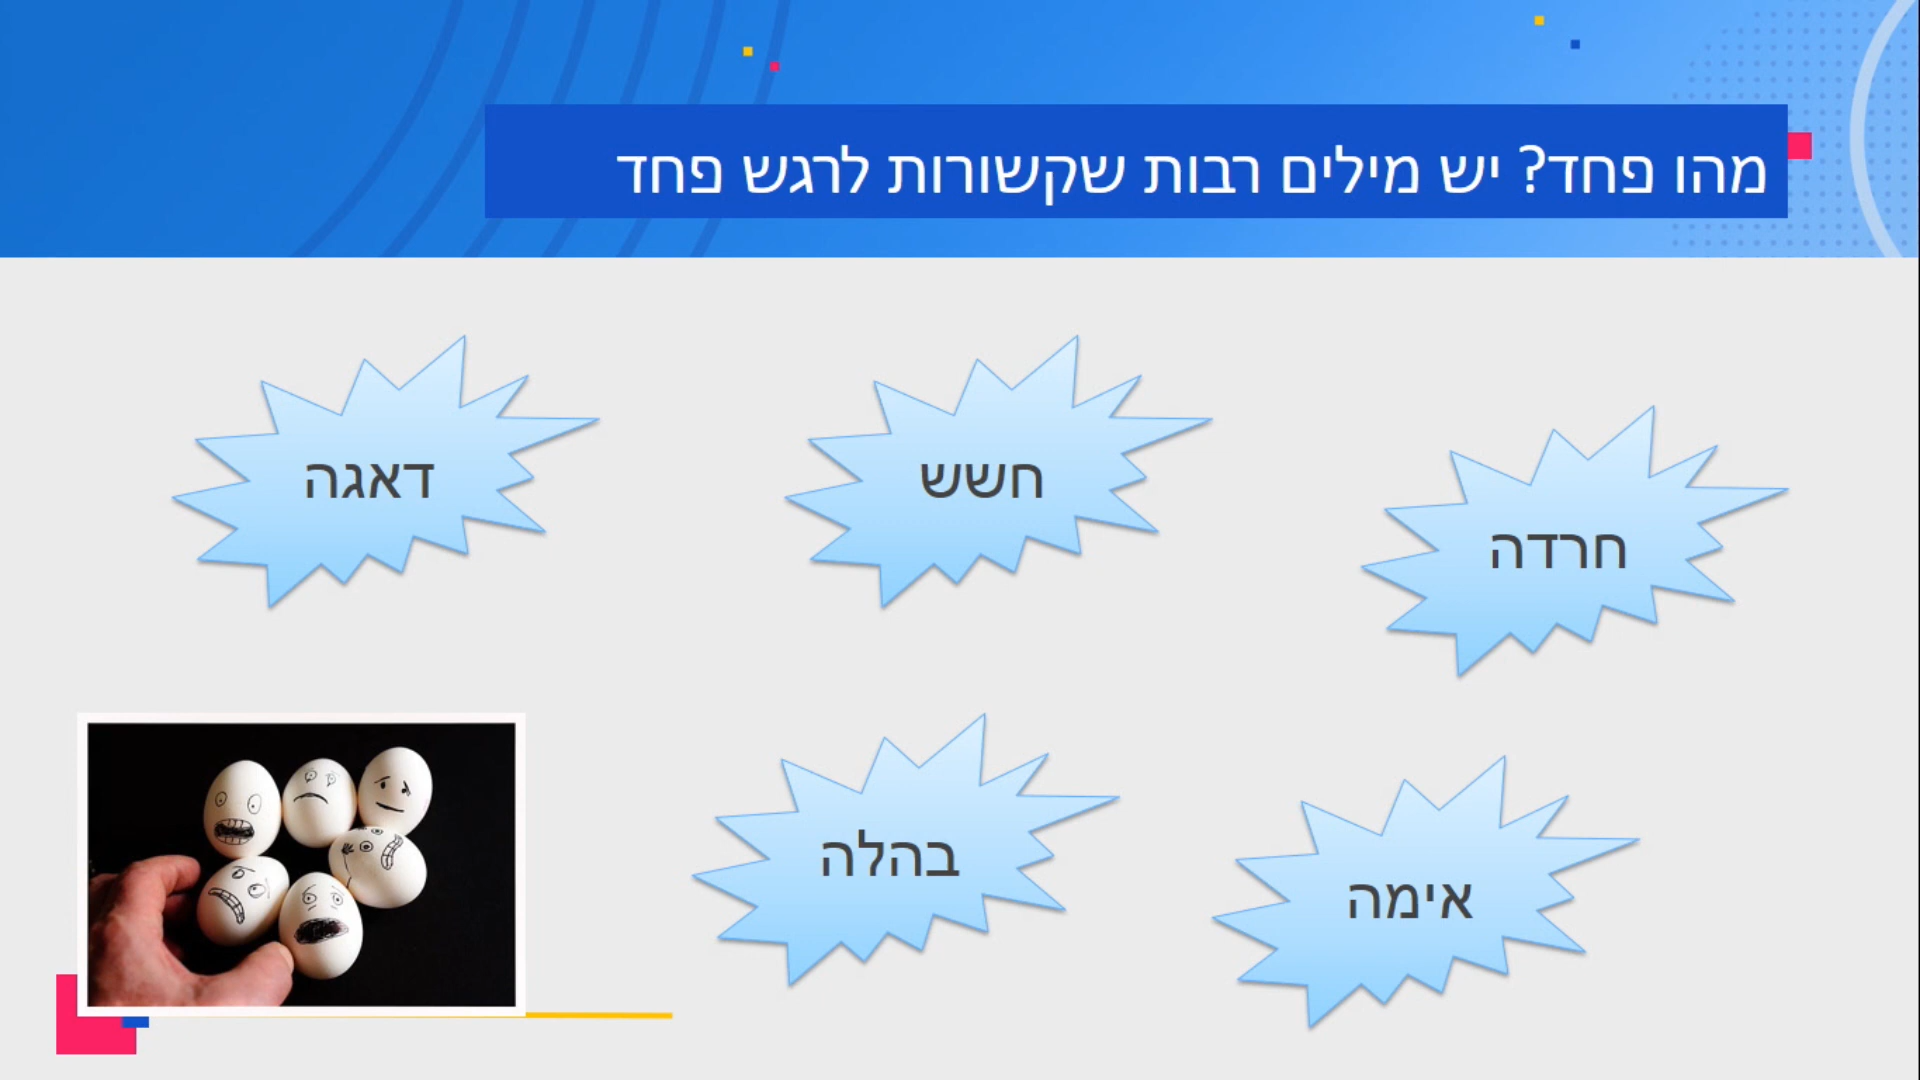 מהו פחד? יש מילים רבות שקשורות לרגש פחד
חרדה
חשש
דאגה
אימה
בהלה